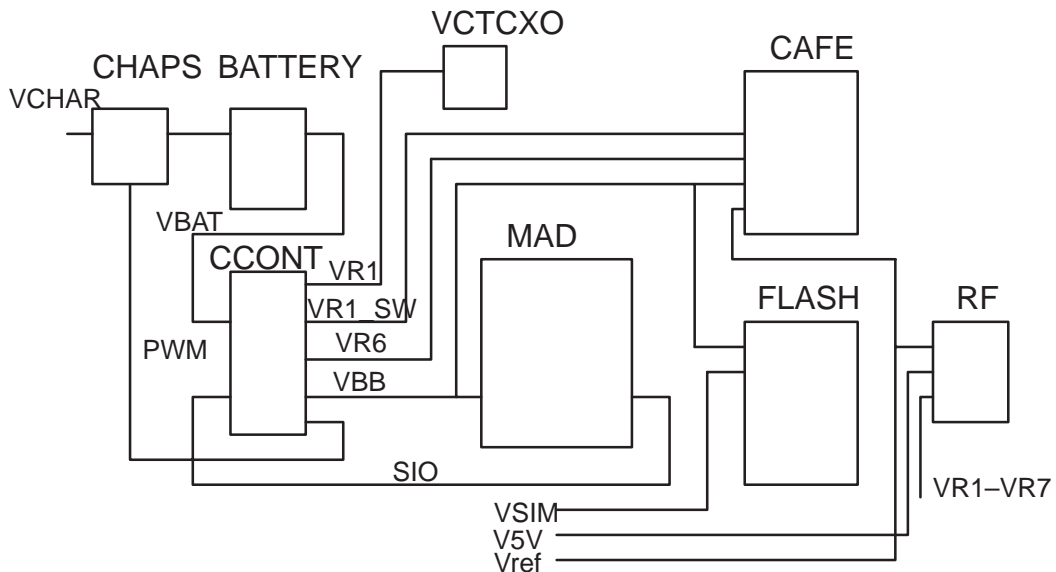 VCTCXO
CAFE
CHAPS BATTERY
VCHAR
VBAT
CCONT
MAD
VR1
FLASH
RF
VR1_SW
PWM
VR6
VBB
SIO
VR1–VR7
VSIM
V5V
Vref